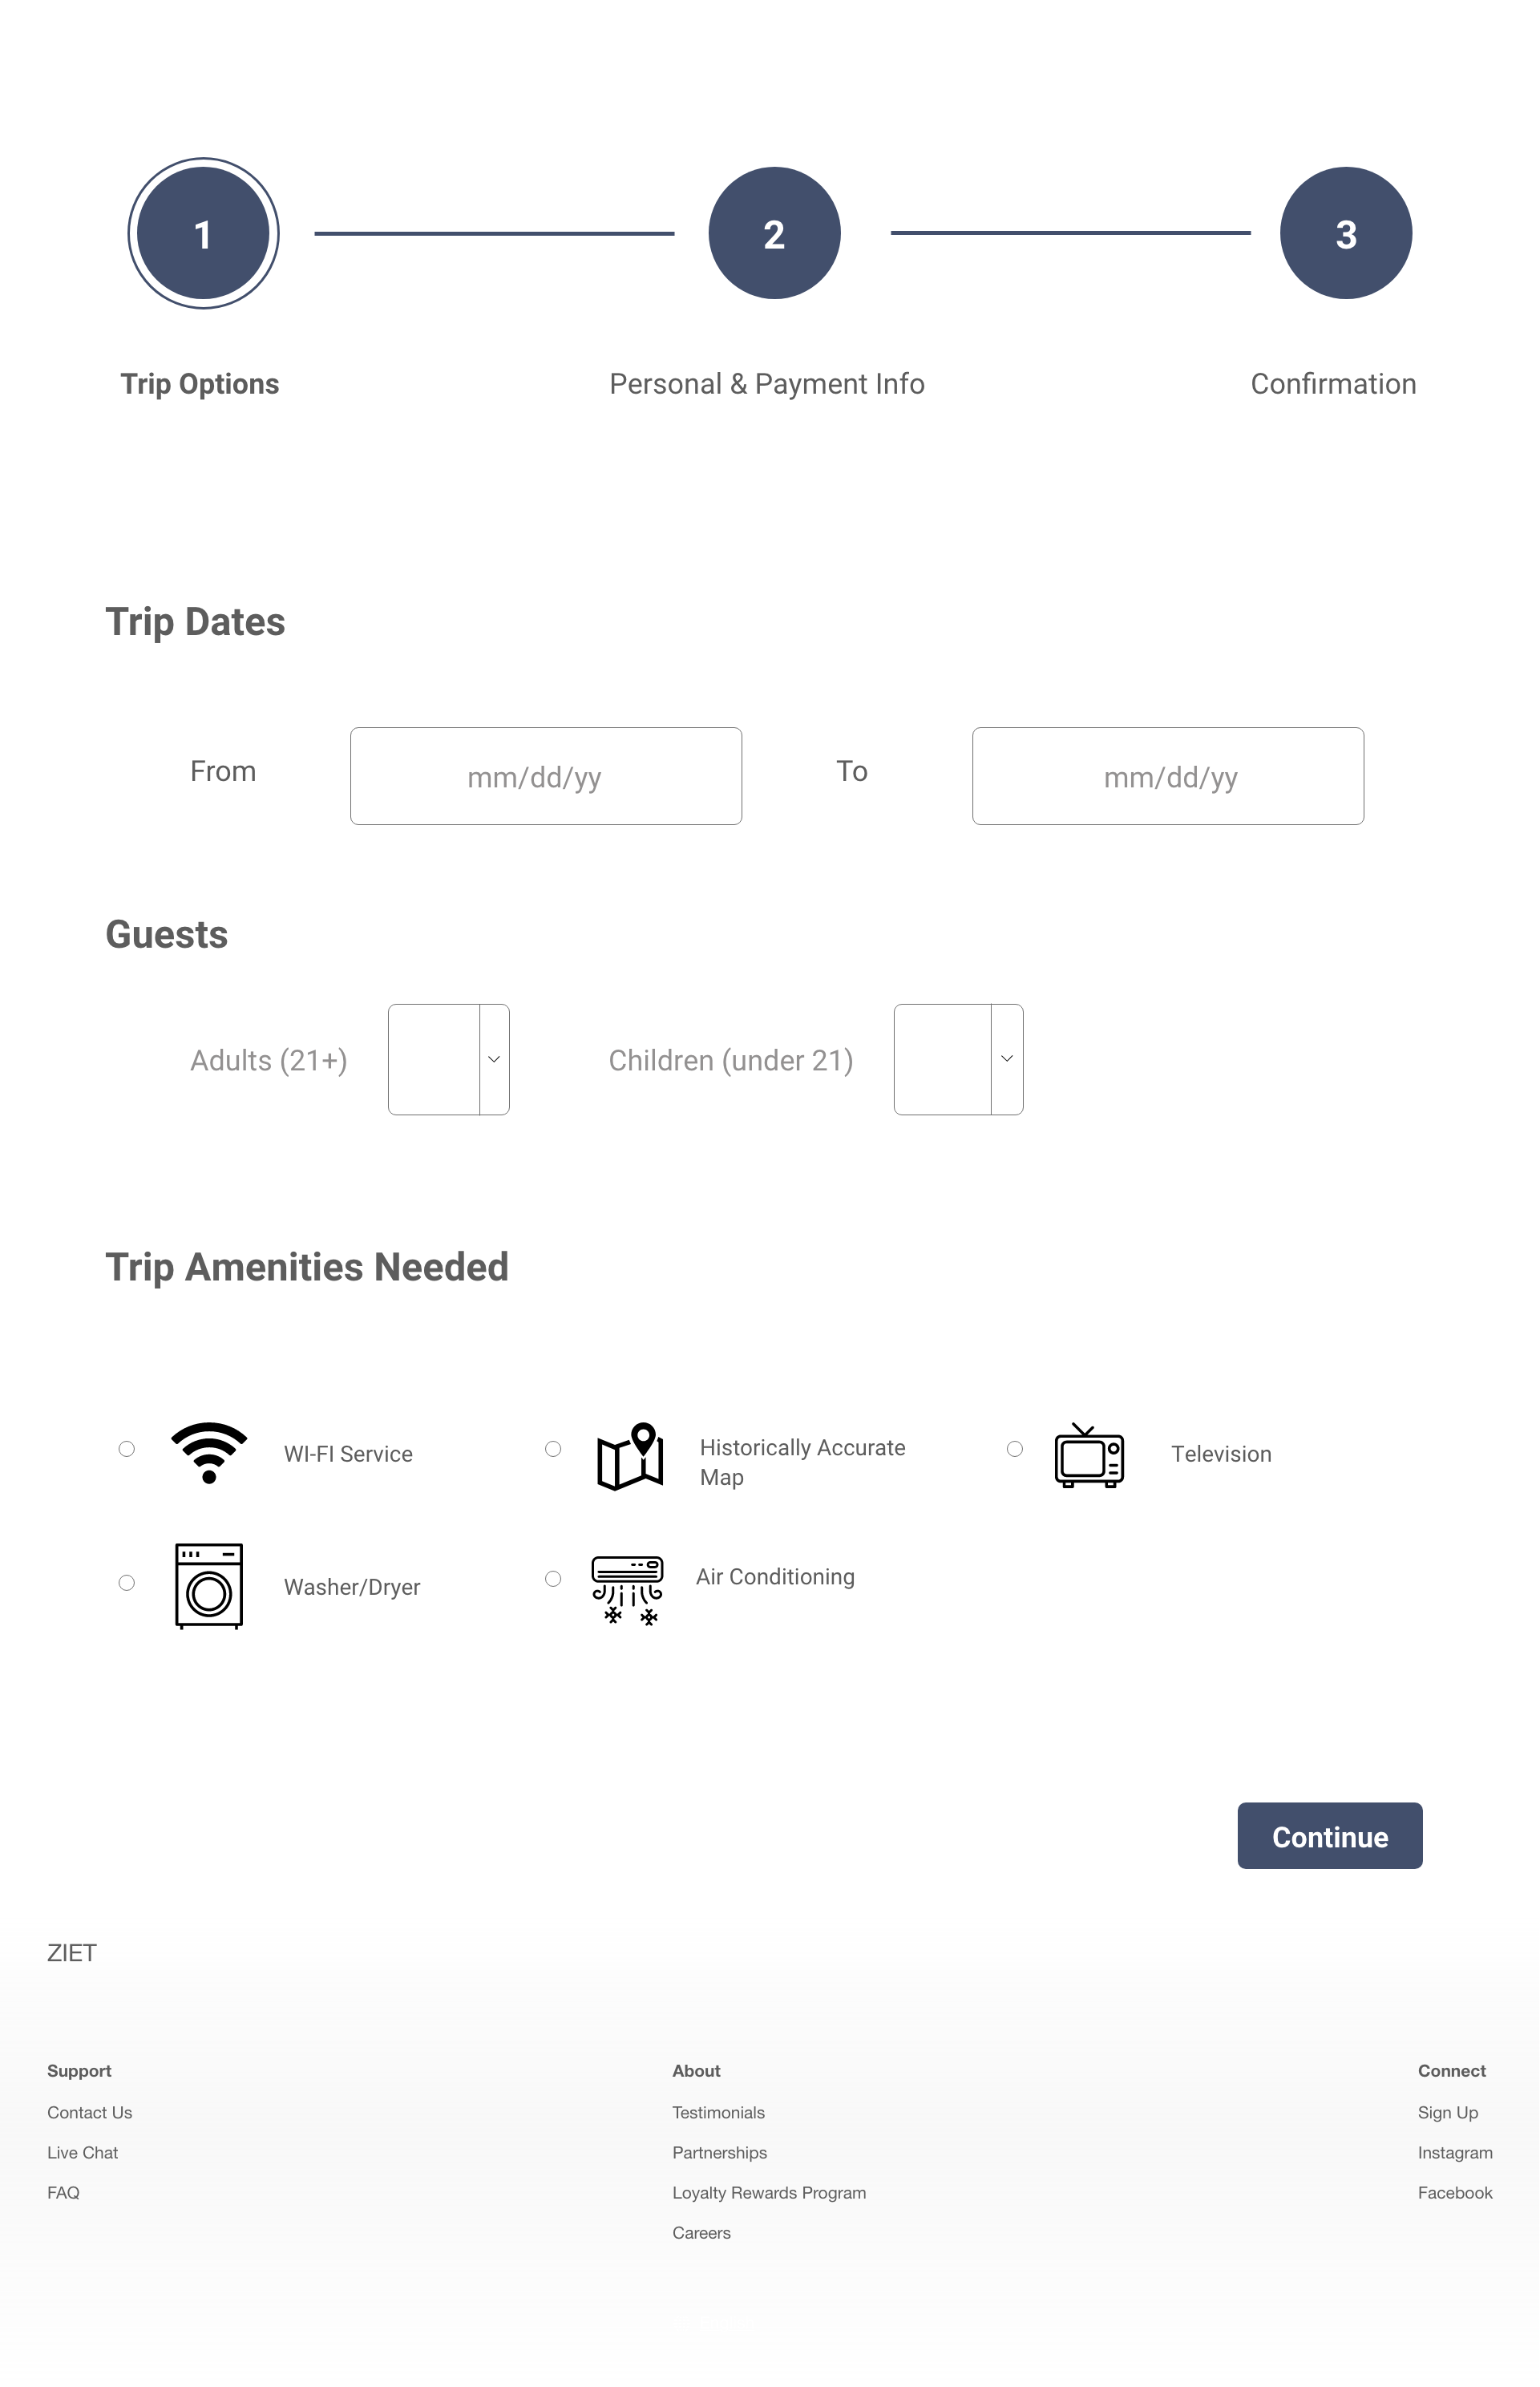 1
2
3
Trip Options
Personal & Payment Info
Confirmation
Trip Dates
From
mm/dd/yy
To
mm/dd/yy
Guests
Adults (21+)
Children (under 21)
Trip Amenities Needed
WI-FI Service
Historically Accurate
Map
Television
Washer/Dryer
Air Conditioning
Continue
ZIET
Support
Contact Us
Live Chat
FAQ
About
Testimonials
Partnerships
Loyalty Rewards Program
Careers
Connect
Sign Up
Instagram
Facebook